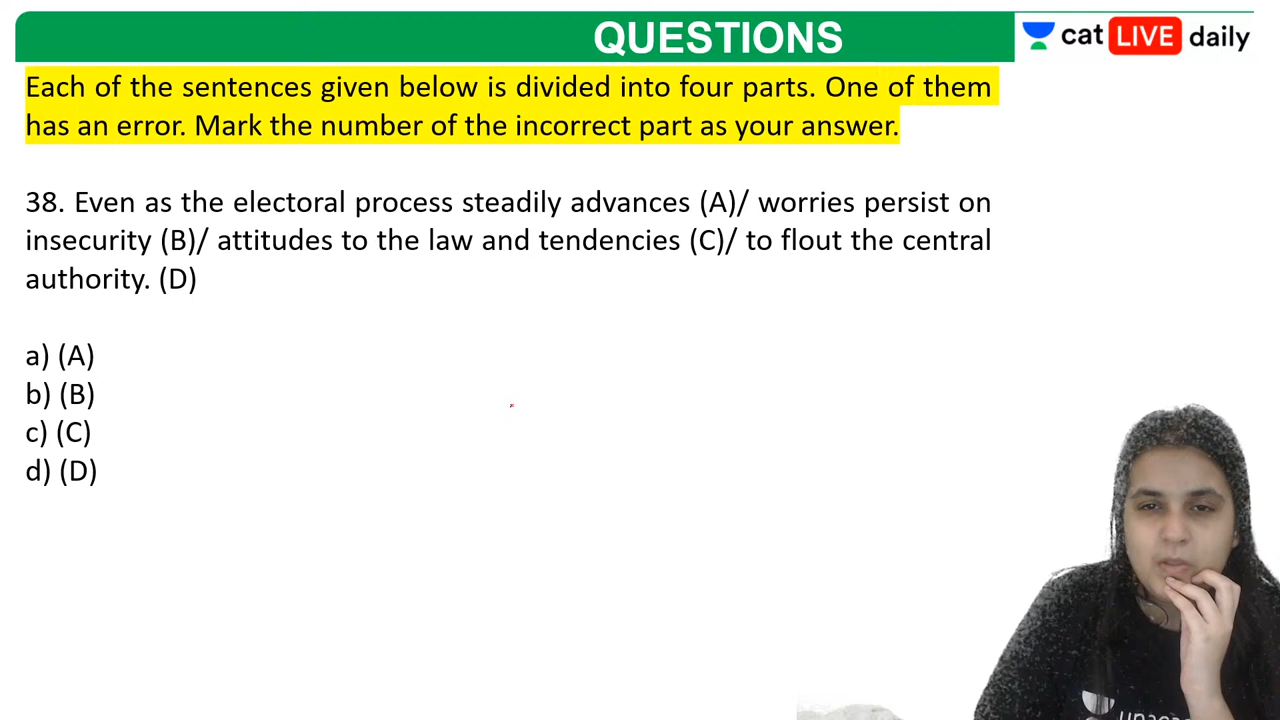 QUESTIONS
cat LIVE daily
Each of the sentences given below is divided into four parts. One of them
has an error. Mark the number of the incorrect part as your answer.
38. Even as the electoral process steadily advances (A)/ worries persist on
insecurity (B)/ attitudes to the law and tendencies (C)/ to flout the central
authority. (D)
a) (A)
b) (B)
c) (C)
d) (D)